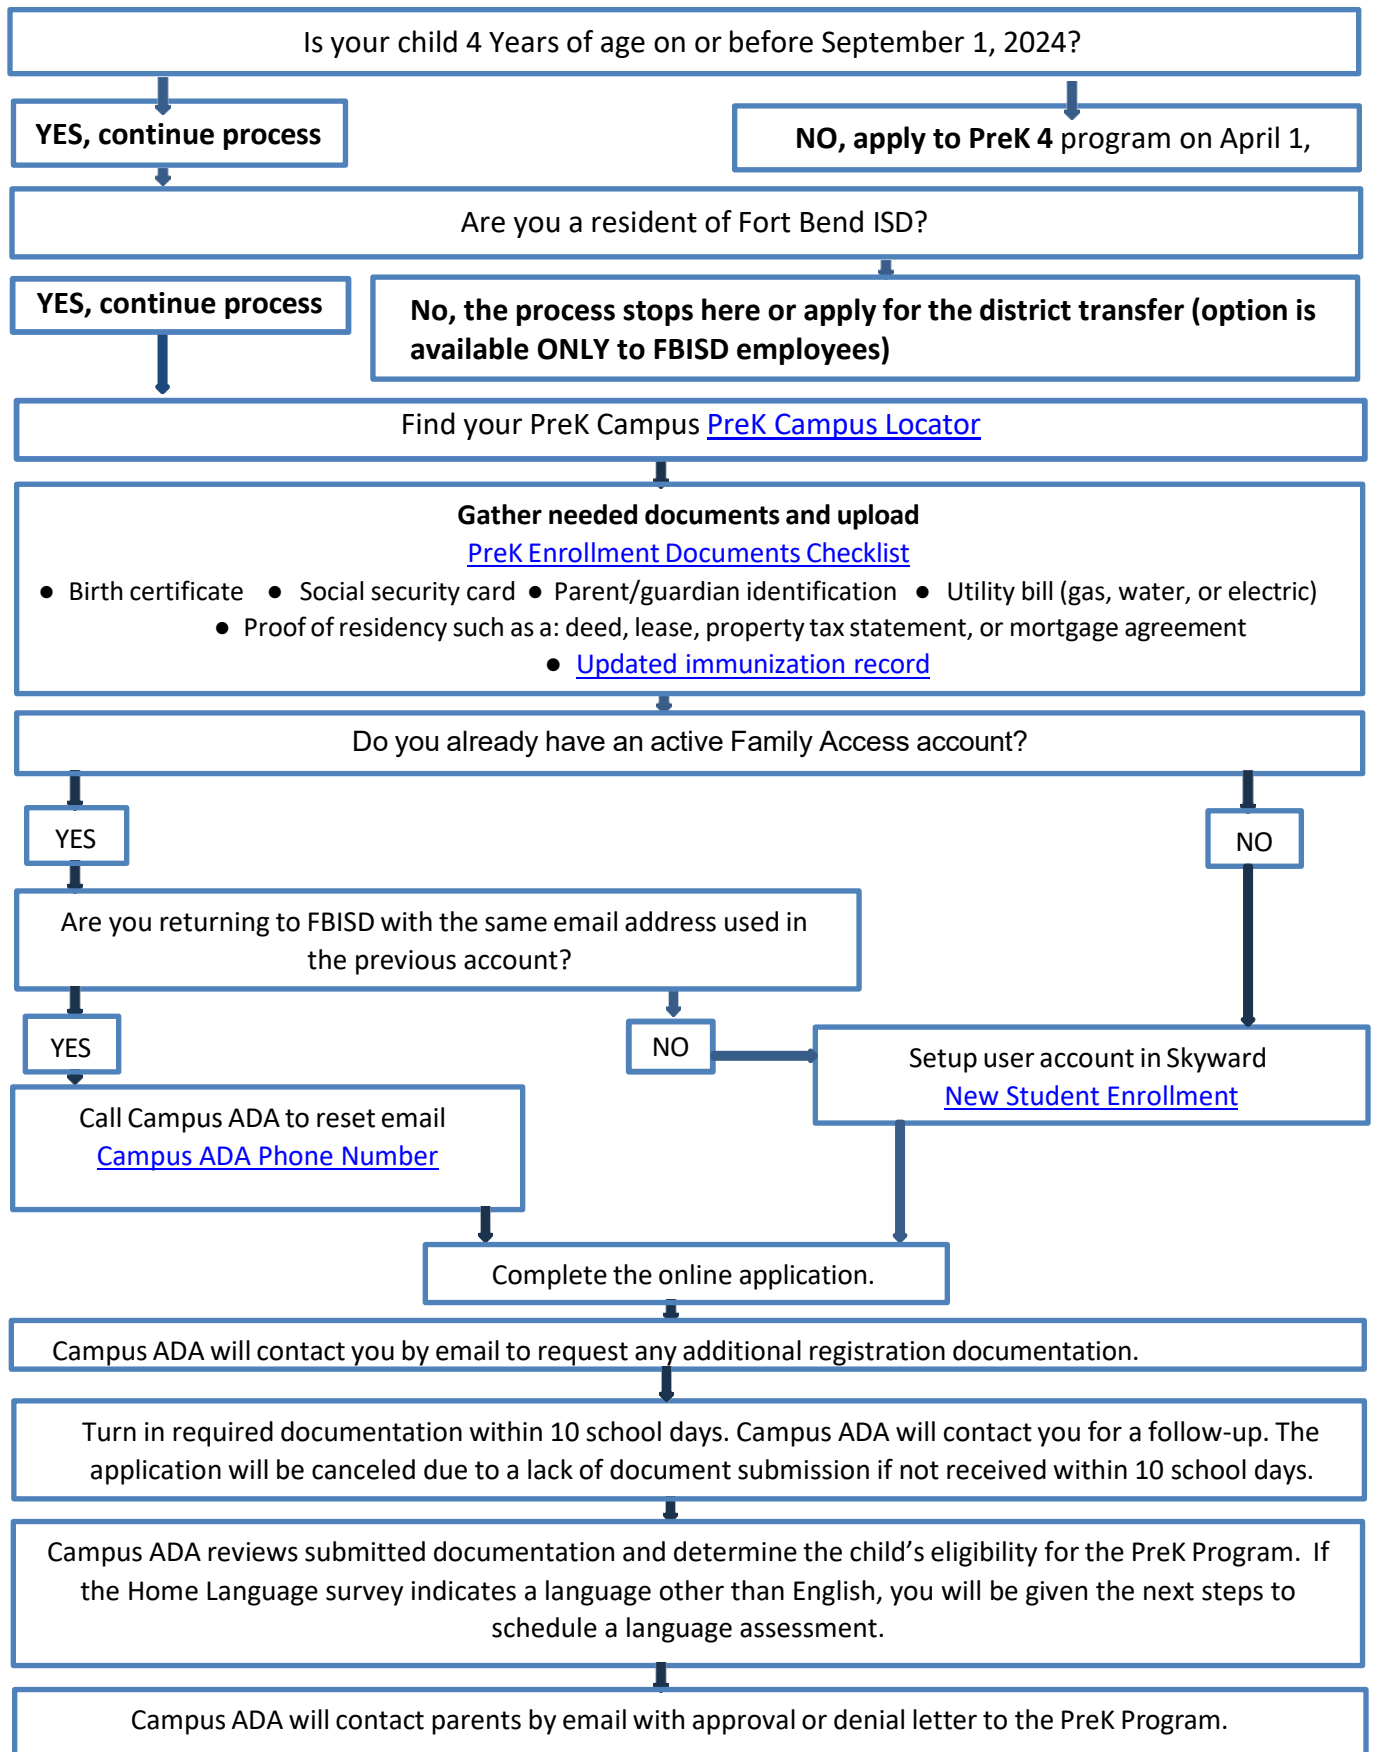 Is your child 4 Years of age on or before September 1, 2024?
YES, continue process
NO, apply to PreK 4 program on April 1,
Are you a resident of Fort Bend ISD?
YES, continue process
No, the process stops here or apply for the district transfer (option is
available ONLY to FBISD employees)
Find your PreK Campus PreK Campus Locator
Gather needed documents and upload
PreK Enrollment Documents Checklist
● Birth certificate ● Social security card ● Parent/guardian identification ● Utility bill (gas, water, or electric)
● Proof of residency such as a: deed, lease, property tax statement, or mortgage agreement
● Updated immunization record
Do you already have an active Family Access account?
YES
NO
Are you returning to FBISD with the same email address used in
the previous account?
YES
NO
Setup user account in Skyward
New Student Enrollment
Call Campus ADA to reset email
Campus ADA Phone Number
Complete the online application.
Campus ADA will contact you by email to request any additional registration documentation.
Turn in required documentation within 10 school days. Campus ADA will contact you for a follow-up. The
application will be canceled due to a lack of document submission if not received within 10 school days.
Campus ADA reviews submitted documentation and determine the child’s eligibility for the PreK Program. If
the Home Language survey indicates a language other than English, you will be given the next steps to
schedule a language assessment.
Campus ADA will contact parents by email with approval or denial letter to the PreK Program.